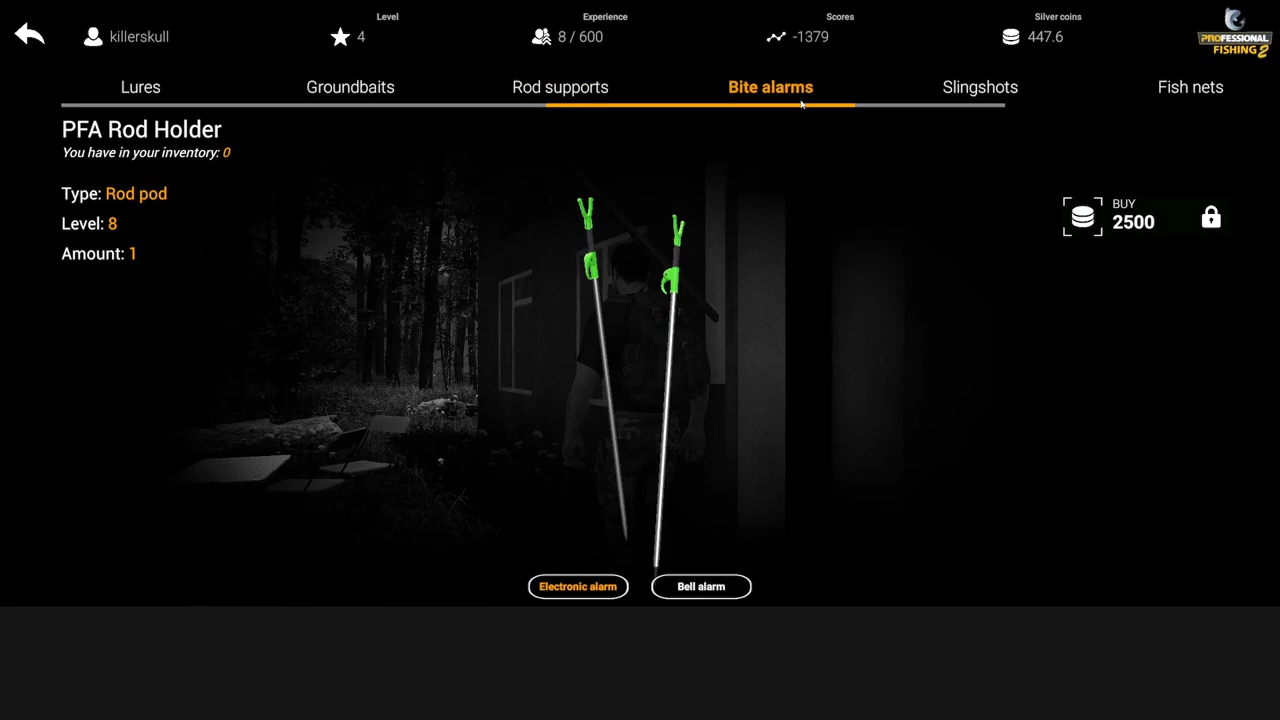 killerskull
Level
4
Experience
8 / 600
Scores
-1379
Silver coins
447.6
PROFESSIONAL
FISHING 2
Lures
Groundbaits
Rod supports
Bite alarms
Slingshots
Fish nets
PFA Rod Holder
You have in your inventory: 0
Type: Rod pod
Level: 8
Amount: 1
BUY
2500
Electronic alarm
Bell alarm